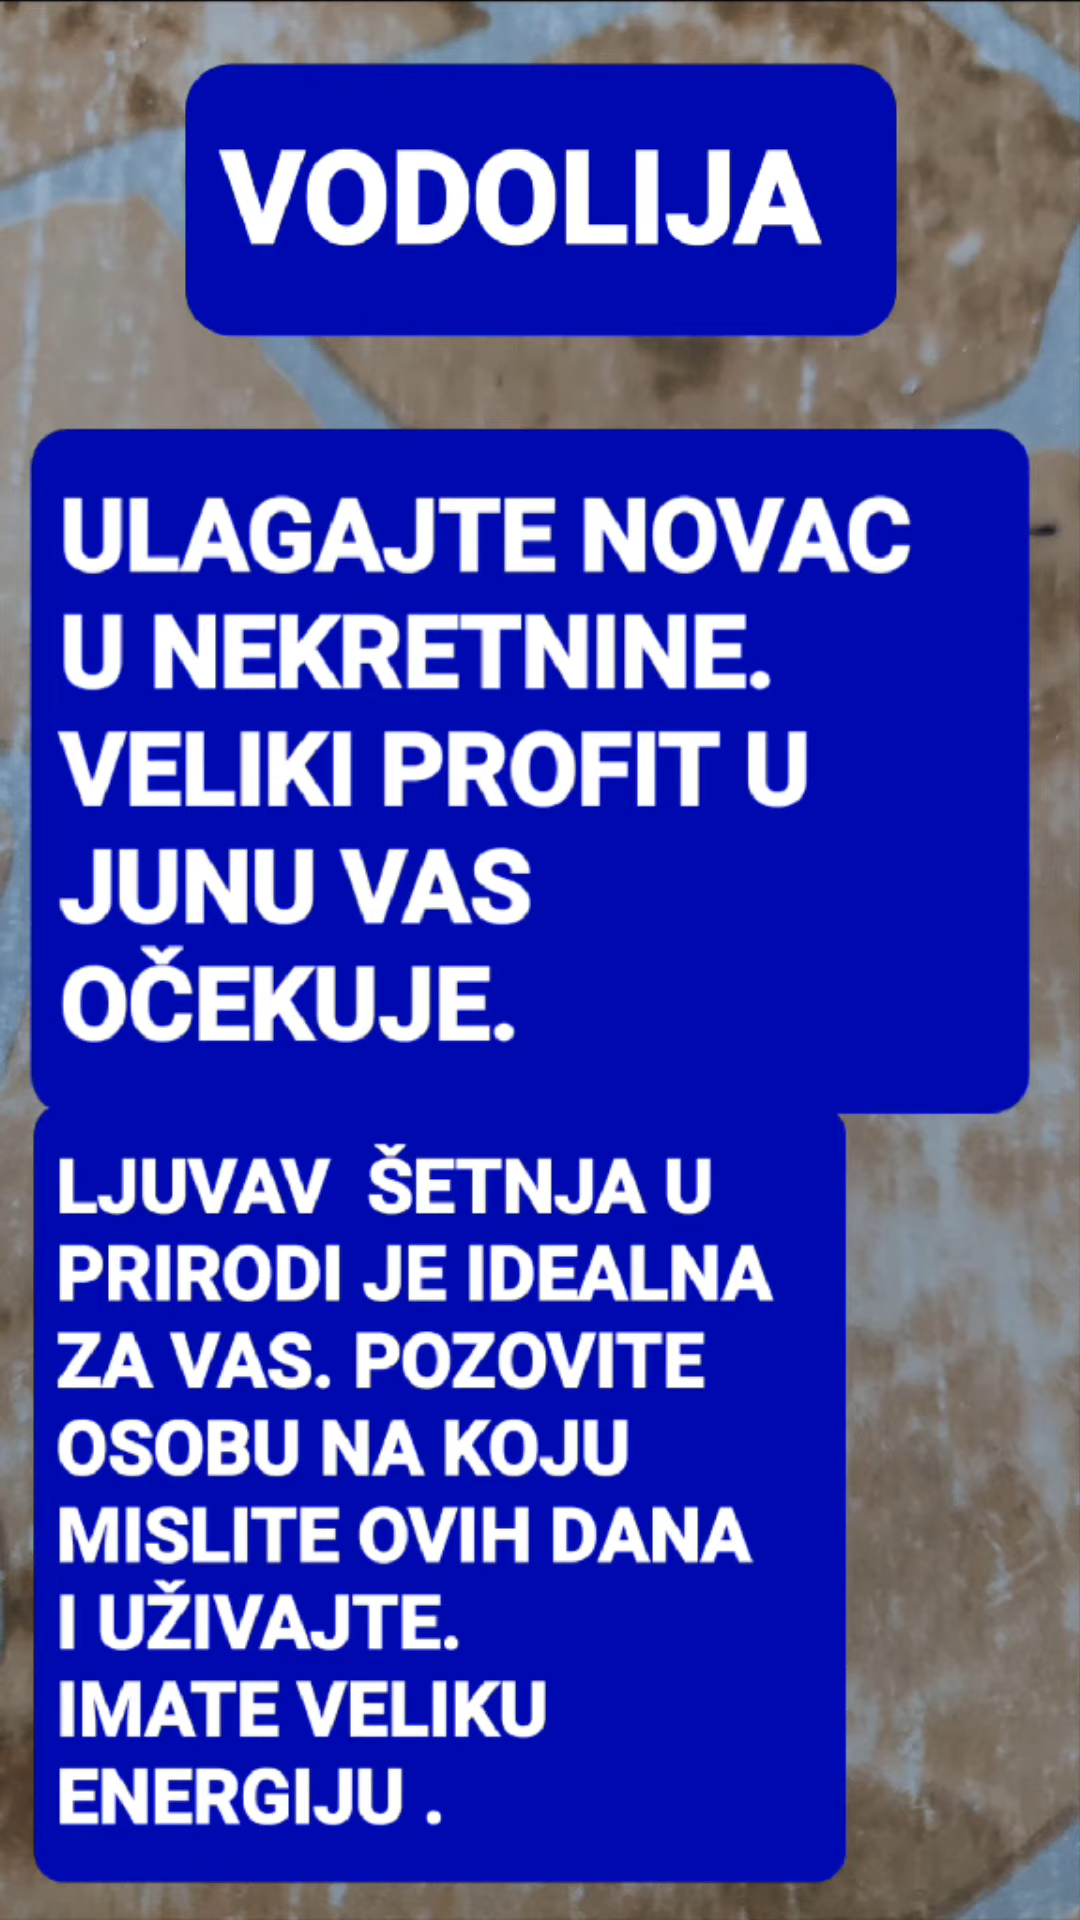 VODOLIJA
ULAGAJTE NOVAC
U NEKRETNINE.
VELIKI PROFIT U
JUNU VAS
OČEKUJE.
LJUVAV  ŠETNJA U
PRIRODI JE IDEALNA
ZA VAS. POZOVITE
OSOBU NA KOJU
MISLITE OVIH DANA
I UŽIVAJTE.
IMATE VELIKU
ENERGIJU .